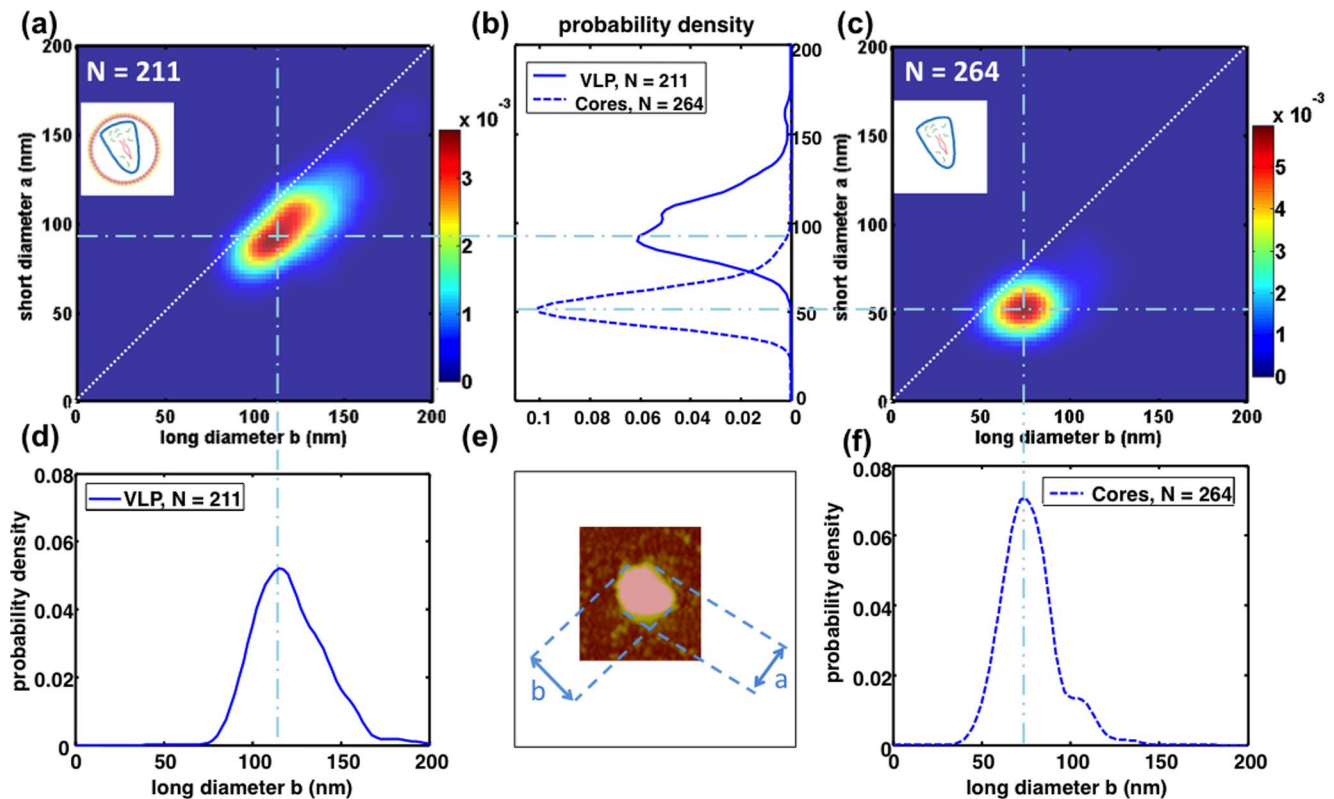 (a)
N = 211
short diameter a (nm)
200
150
100
50
0
0
50
100
150
200
long diameter b (nm)
x 10⁻³
3
2
1
0
(b)
probability density
VLP, N = 211
Cores, N = 264
200
150
100
50
0
0.1
0.08
0.06
0.04
0.02
0
(c)
N = 264
short diameter a (nm)
200
150
100
50
0
0
50
100
150
200
long diameter b (nm)
x 10⁻³
5
4
3
2
1
0
(d)
VLP, N = 211
probability density
0.08
0.06
0.04
0.02
0
0
50
100
150
200
long diameter b (nm)
(e)
b
a
(f)
Cores, N = 264
probability density
0.08
0.06
0.04
0.02
0
0
50
100
150
200
long diameter b (nm)